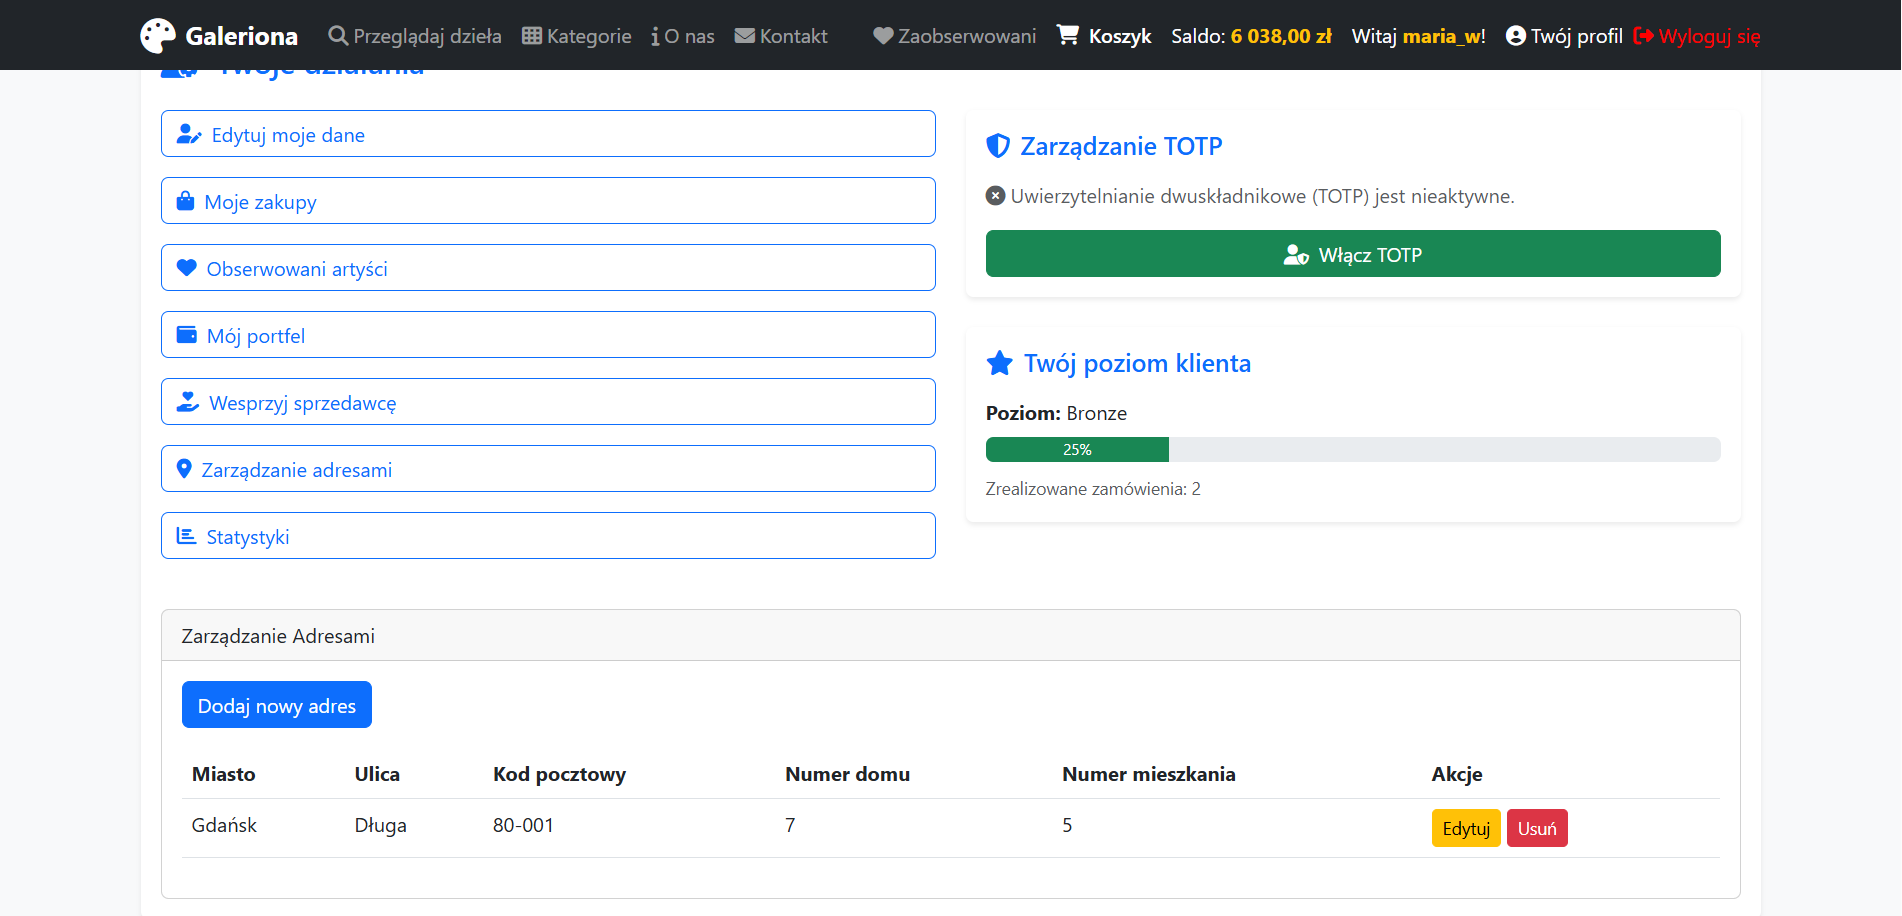 Galeriona Przeglądaj dzieła Kategorie O nas Kontakt Zaobserwowani Koszyk Saldo: 6 038,00 zł Witaj maria_w! Twój profil Wyloguj się
Twoje działania
Edytuj moje dane
Moje zakupy
Obserwowani artyści
Mój portfel
Wesprzyj sprzedawcę
Zarządzanie adresami
Statystyki
Zarządzanie TOTP
Uwierzytelnianie dwuskładnikowe (TOTP) jest nieaktywne.
Włącz TOTP
Twój poziom klienta
Poziom: Bronze
25%
Zrealizowane zamówienia: 2
Zarządzanie Adresami
Dodaj nowy adres
Miasto Ulica Kod pocztowy Numer domu Numer mieszkania Akcje
Gdańsk Długa 80-001 7 5 Edytuj Usuń